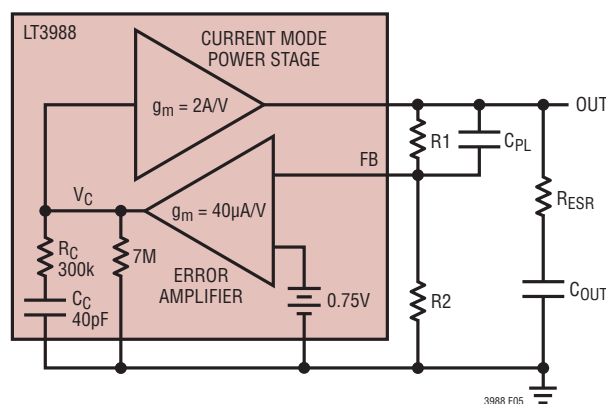 LT3988
CURRENT MODE
POWER STAGE
gm = 2A/V
OUT
R1
CPL
FB
VC
gm = 40µA/V
RESR
RC
300k
7M
ERROR
AMPLIFIER
CC
40pF
0.75V
R2
COUT
3988 F05